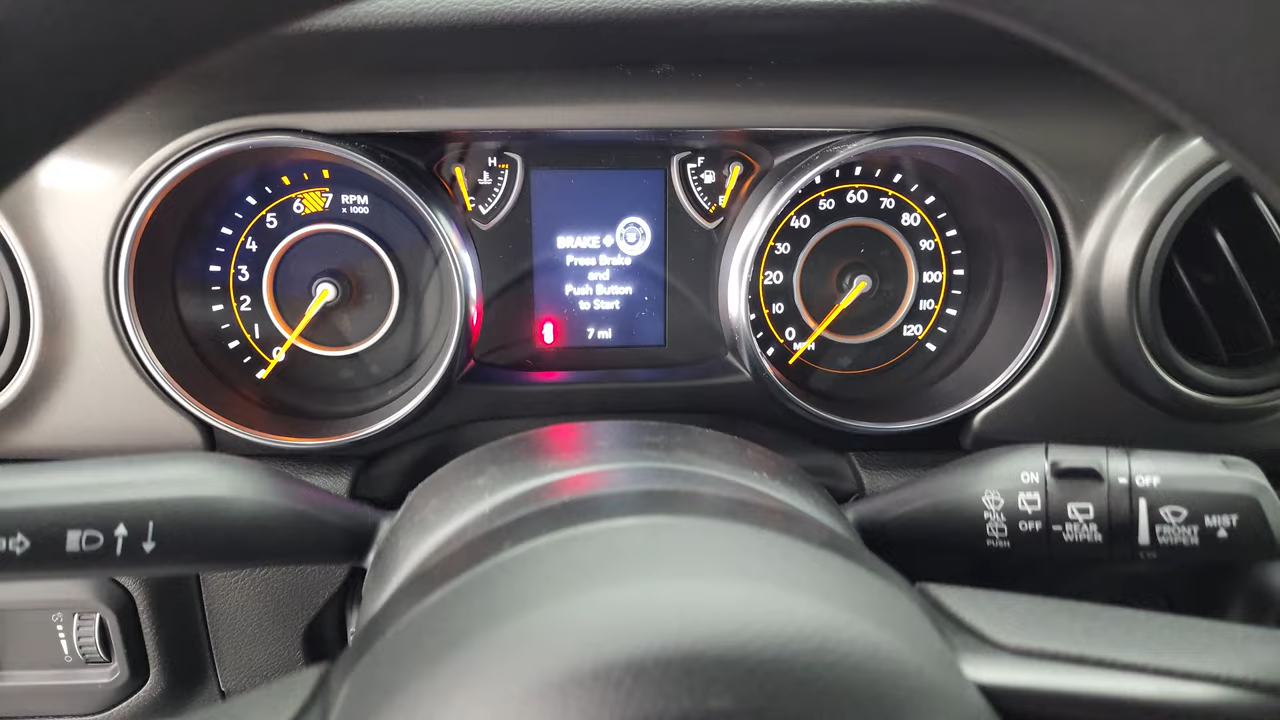 H
C
F
E
6 7
5
4
3
2
1
0
RPM
x 1000
0
10
20
30
40
50
60
70
80
90
100
110
120
MPH
BRAKE +
Press Brake
and
Push Button
to Start
7 mi
PULL
PUSH
ON
OFF
REAR
WIPER
OFF
FRONT
WIPER
MIST